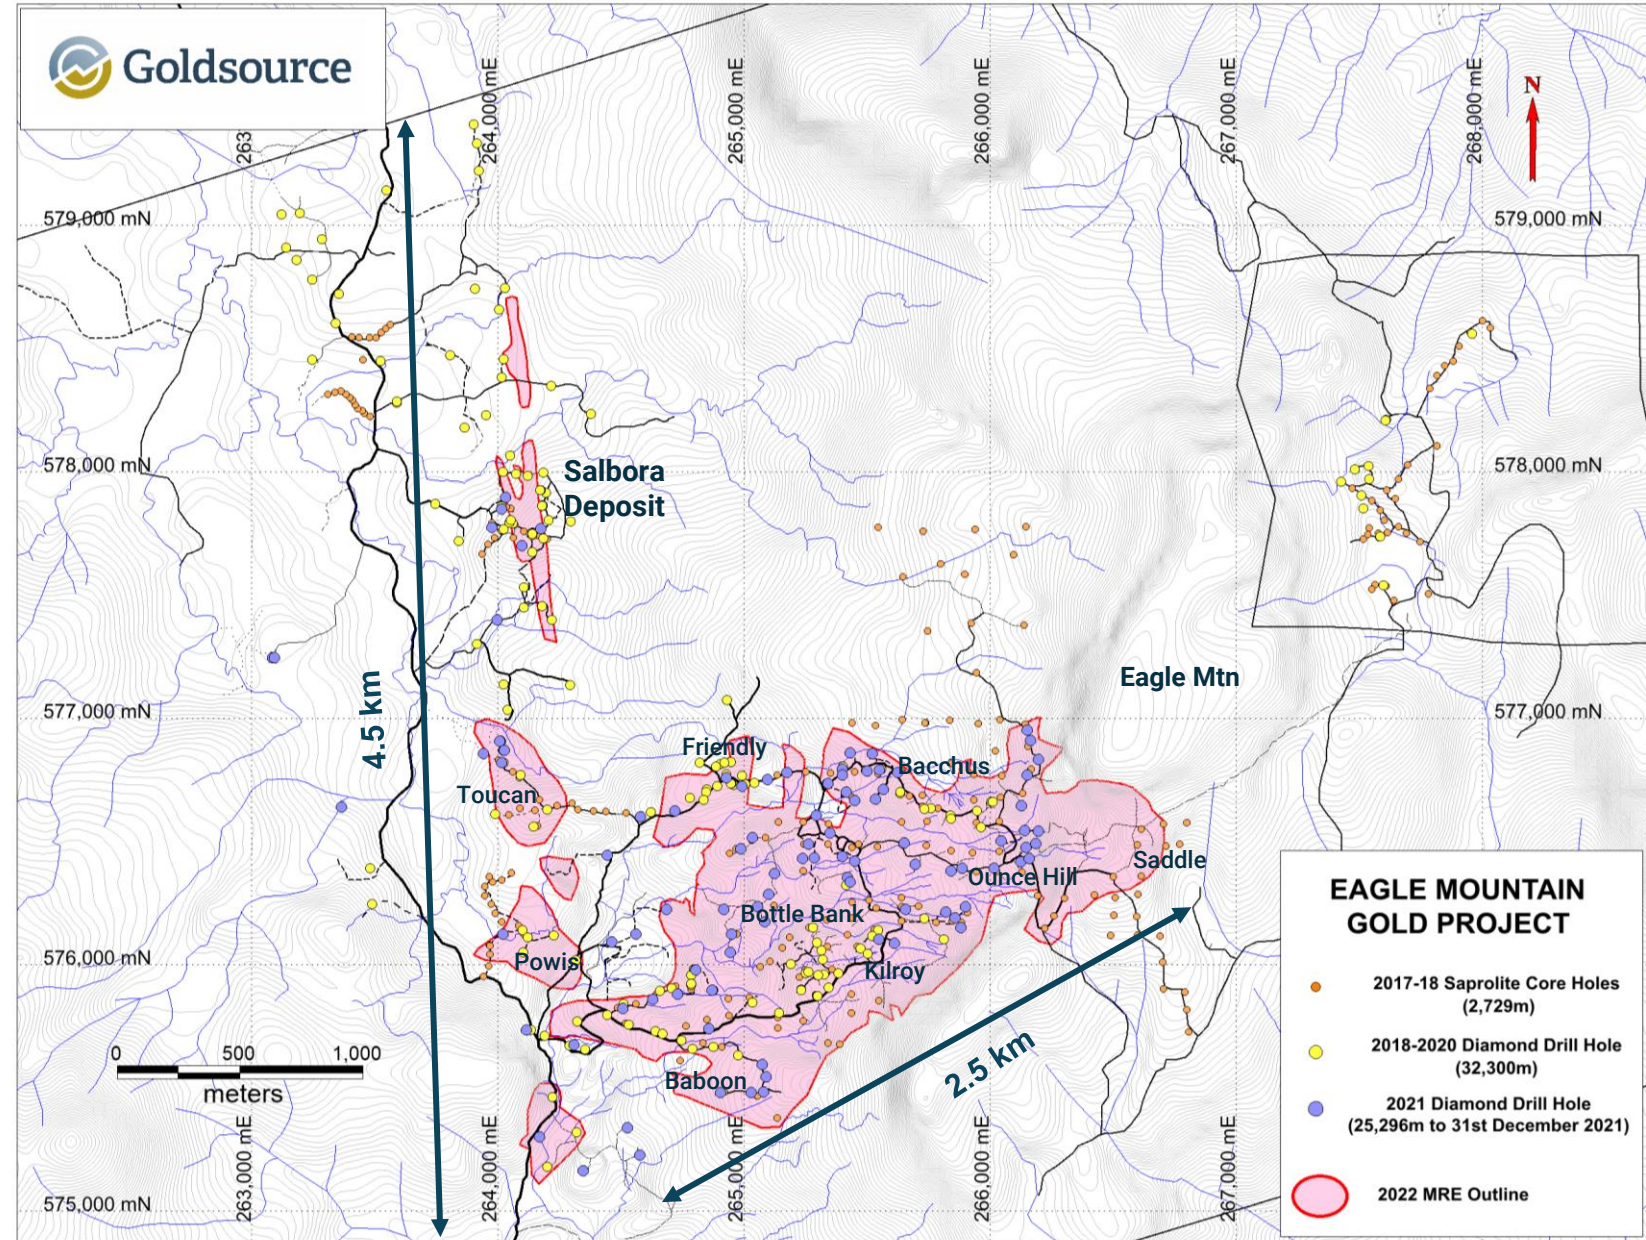 Goldsource
263
264,000 mE
265,000 mE
266,000 mE
267,000 mE
268,000 mE
N
579,000 mN
579,000 mN
578,000 mN
578,000 mN
Salbora
Deposit
577,000 mN
577,000 mN
Eagle Mtn
4.5 km
Friendly
Bacchus
Toucan
Saddle
Ounce Hill
Bottle Bank
Powis
Kilroy
576,000 mN
2.5 km
Baboon
0 500 1,000
meters
575,000 mN
263,000 mE
264,000 mE
265,000 mE
266,000 mE
267,000 mE
EAGLE MOUNTAIN
GOLD PROJECT
2017-18 Saprolite Core Holes
(2,729m)
2018-2020 Diamond Drill Hole
(32,300m)
2021 Diamond Drill Hole
(25,296m to 31st December 2021)
2022 MRE Outline